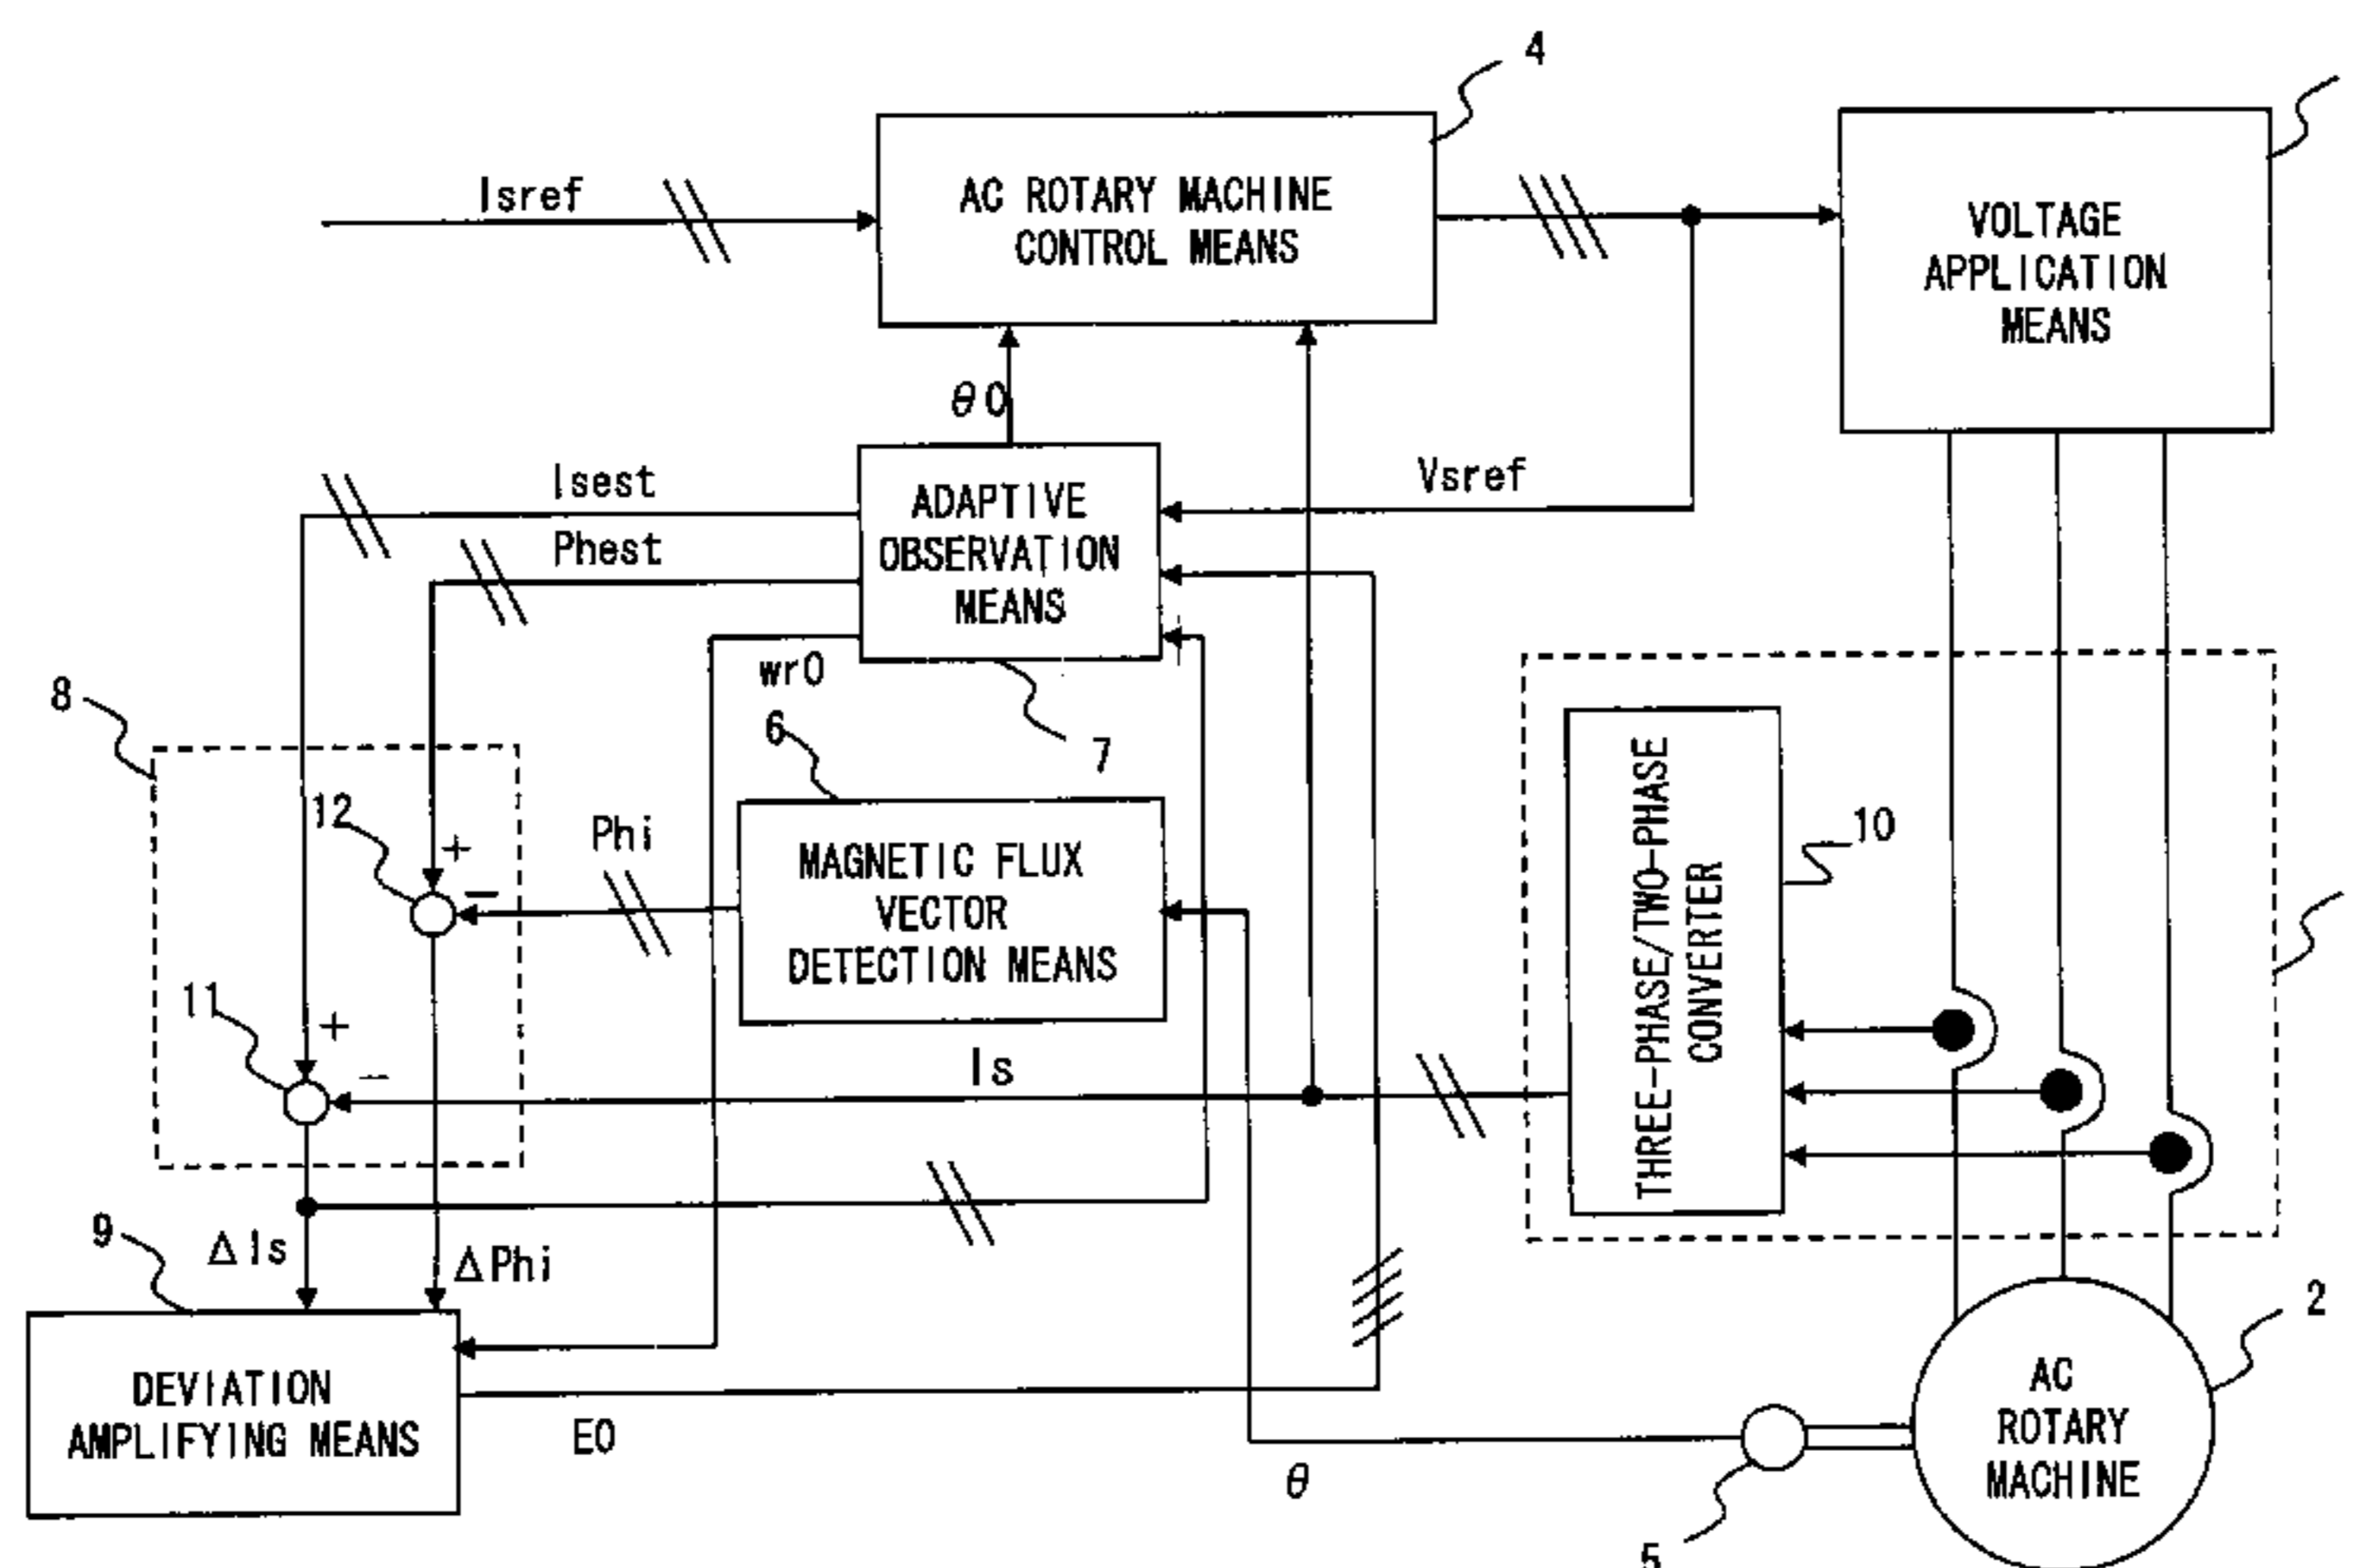 4
Isref
AC ROTARY MACHINE
CONTROL MEANS
VOLTAGE
APPLICATION
MEANS
θ0
Isest
Vsref
ADAPTIVE
OBSERVATION
MEANS
Phest
wr0
8
6
7
12
+
−
Phi
MAGNETIC FLUX
VECTOR
DETECTION MEANS
THREE-PHASE/TWO-PHASE
CONVERTER
10
11
+
−
Is
9
ΔIs
ΔPhi
2
DEVIATION
AMPLIFYING MEANS
E0
θ
AC
ROTARY
MACHINE
5